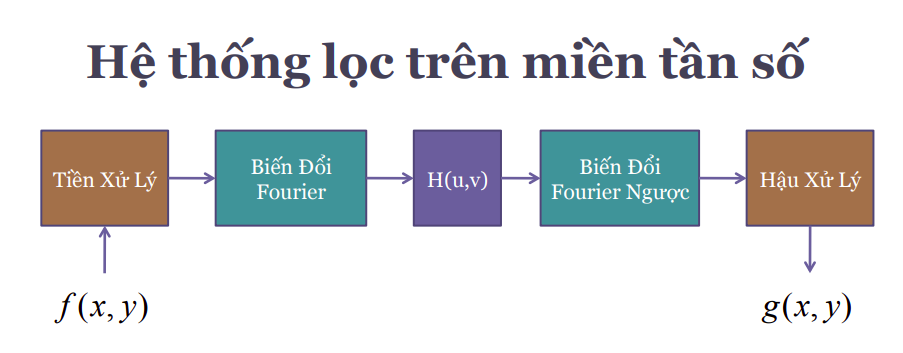 Hệ thống lọc trên miền tần số
Tiền Xử Lý
Biến Đổi
Fourier
H(u,v)
Biến Đổi
Fourier Ngược
Hậu Xử Lý
f(x, y)
g(x, y)